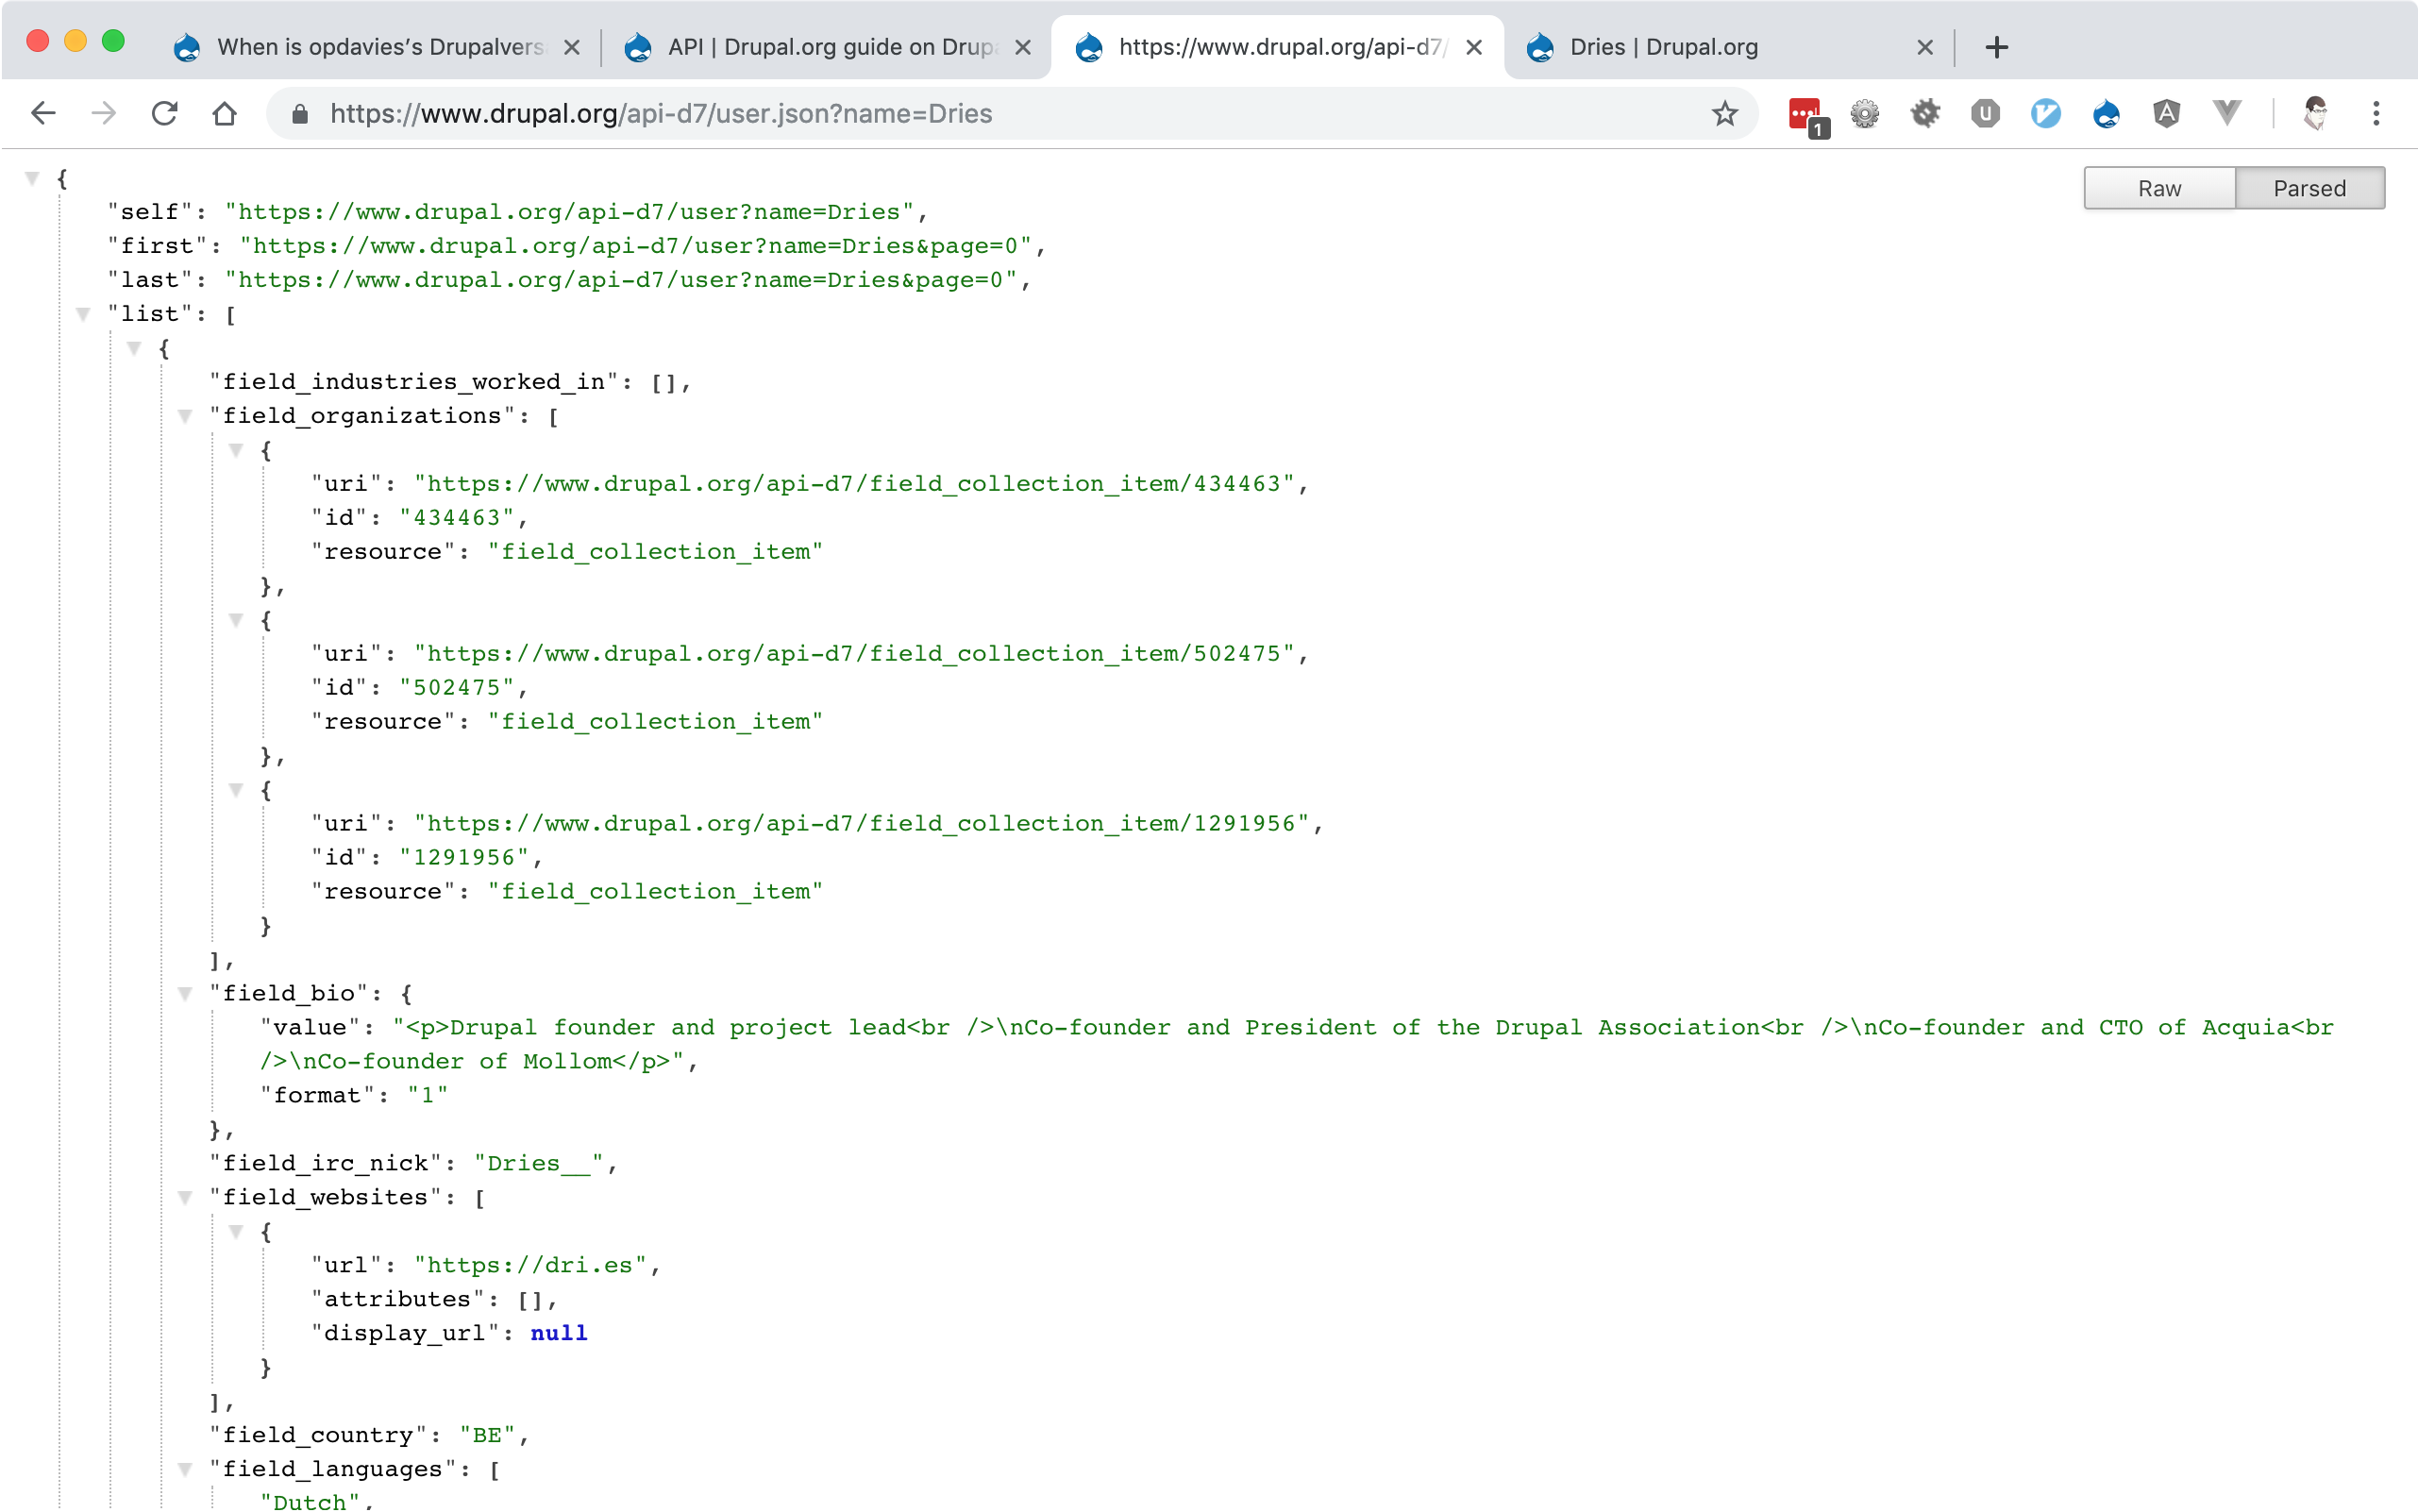 When is opdavies’s Drupalvers
API | Drupal.org guide on Drupa
https://www.drupal.org/api-d7/
Dries | Drupal.org
https://www.drupal.org/api-d7/user.json?name=Dries
1
Raw
Parsed
{
"self": "https://www.drupal.org/api-d7/user?name=Dries",
"first": "https://www.drupal.org/api-d7/user?name=Dries&page=0",
"last": "https://www.drupal.org/api-d7/user?name=Dries&page=0",
"list": [
{
"field_industries_worked_in": [],
"field_organizations": [
{
"uri": "https://www.drupal.org/api-d7/field_collection_item/434463",
"id": "434463",
"resource": "field_collection_item"
},
{
"uri": "https://www.drupal.org/api-d7/field_collection_item/502475",
"id": "502475",
"resource": "field_collection_item"
},
{
"uri": "https://www.drupal.org/api-d7/field_collection_item/1291956",
"id": "1291956",
"resource": "field_collection_item"
}
],
"field_bio": {
"value": "<p>Drupal founder and project lead<br />\nCo-founder and President of the Drupal Association<br />\nCo-founder and CTO of Acquia<br
/>\nCo-founder of Mollom</p>",
"format": "1"
},
"field_irc_nick": "Dries__",
"field_websites": [
{
"url": "https://dri.es",
"attributes": [],
"display_url": null
}
],
"field_country": "BE",
"field_languages": [
"Dutch",